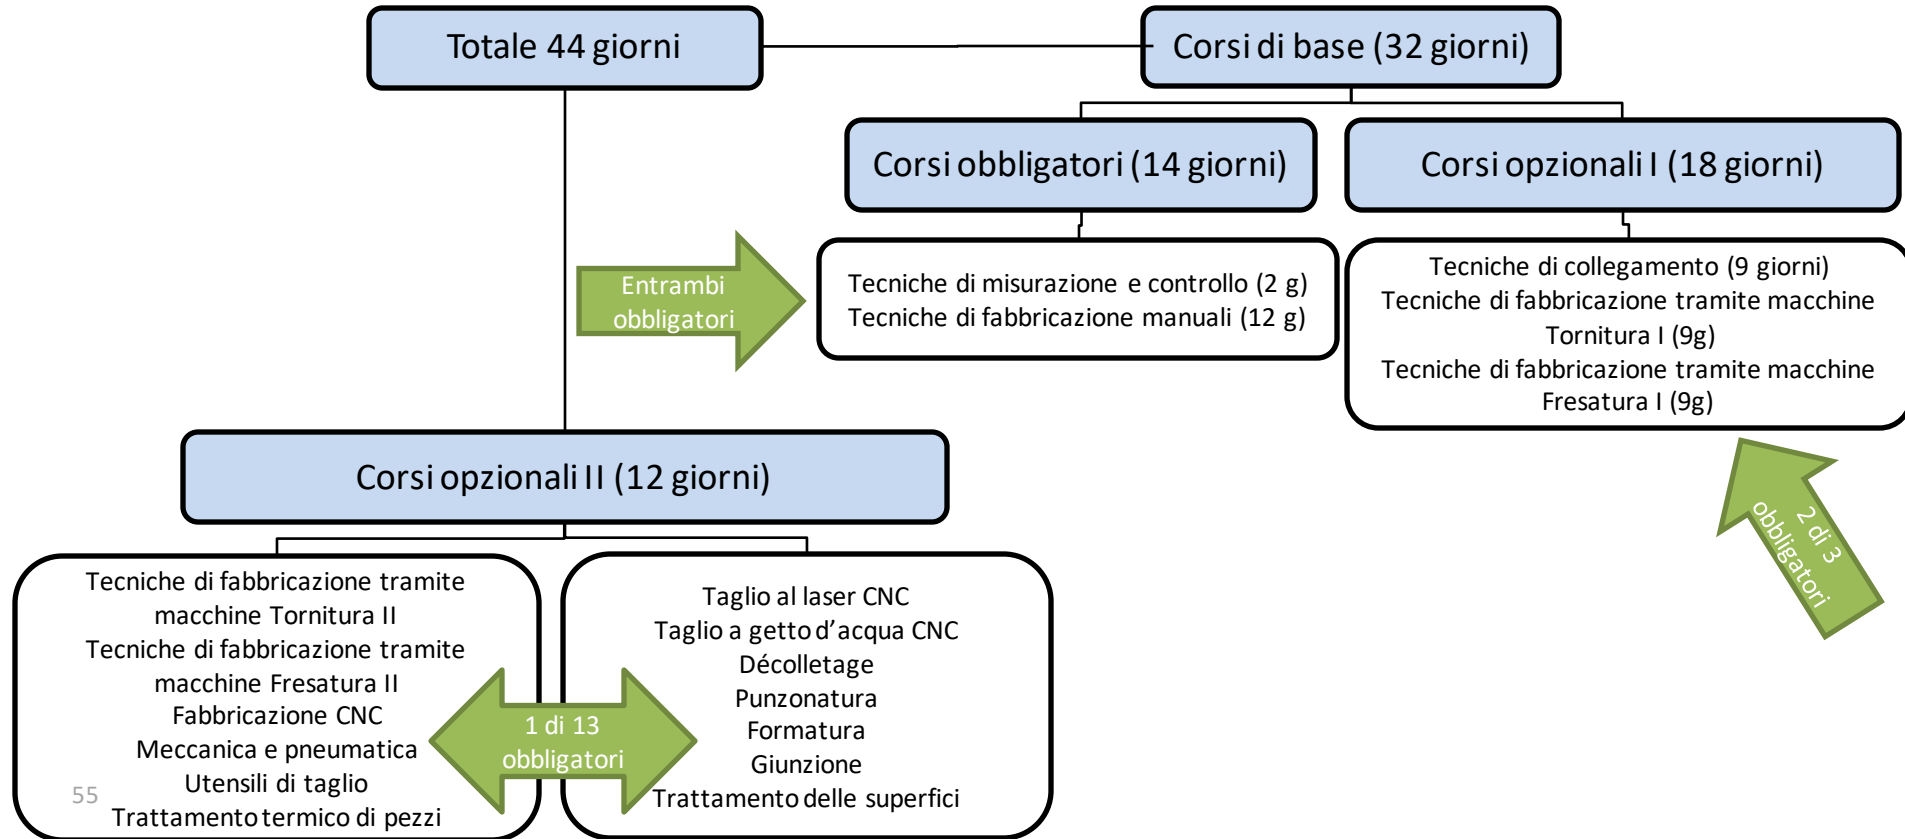 Totale 44 giorni
Corsi di base (32 giorni)
Corsi obbligatori (14 giorni)
Corsi opzionali I (18 giorni)
Entrambi
obbligatori
Tecniche di misurazione e controllo (2 g)
Tecniche di fabbricazione manuali (12 g)
Tecniche di collegamento (9 giorni)
Tecniche di fabbricazione tramite macchine
Tornitura I (9g)
Tecniche di fabbricazione tramite macchine
Fresatura I (9g)
2 di 3
obbligatori
Corsi opzionali II (12 giorni)
Tecniche di fabbricazione tramite
macchine Tornitura II
Tecniche di fabbricazione tramite
macchine Fresatura II
Fabbricazione CNC
Meccanica e pneumatica
Utensili di taglio
Trattamento termico di pezzi
1 di 13
obbligatori
Taglio al laser CNC
Taglio a getto d’acqua CNC
Décolletage
Punzonatura
Formatura
Giunzione
Trattamento delle superfici
55